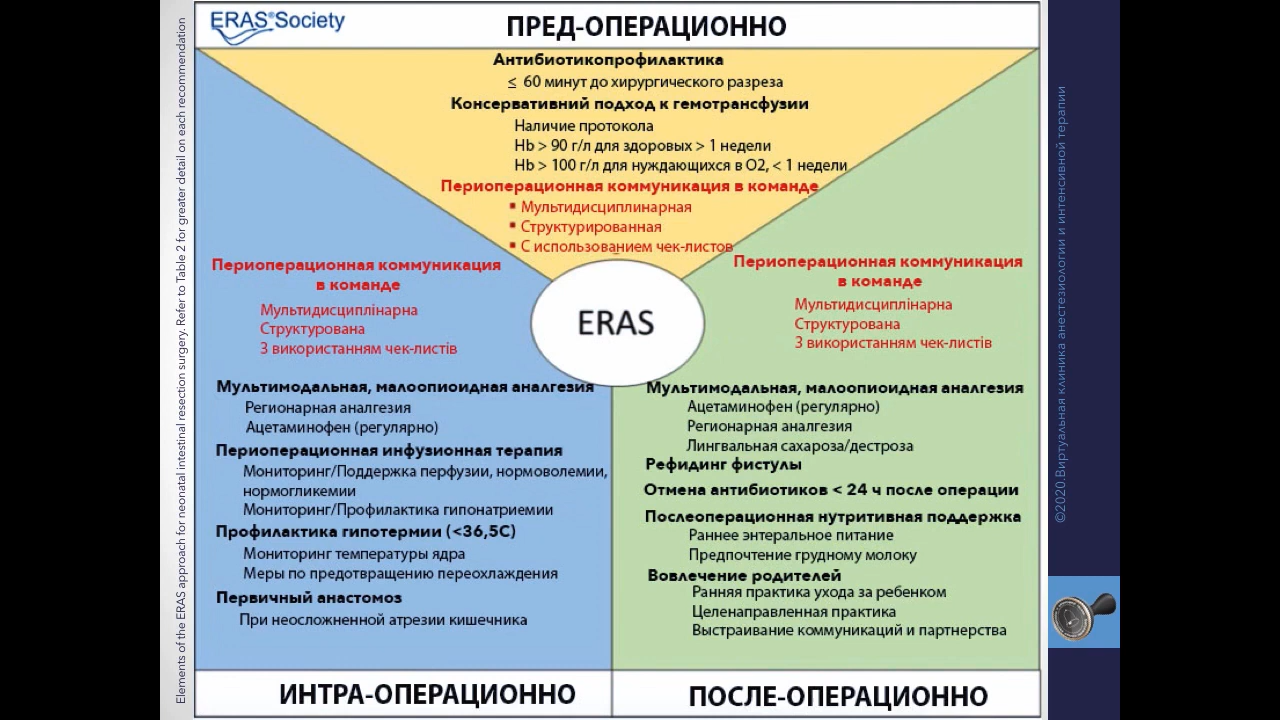 ERAS®Society
ПРЕД-ОПЕРАЦИОННО
Антибиотикопрофилактика
≤ 60 минут до хирургического разреза
Консервативний подход к гемотрансфузии
Наличие протокола
Hb > 90 г/л для здоровых > 1 недели
Hb > 100 г/л для нуждающихся в О2, < 1 недели
Периоперационная коммуникация в команде
▪ Мультидисциплинарная
▪ Структурированная
▪ С использованием чек-листов
Периоперационная коммуникация
в команде
Мультидисциплінарна
Структурована
З використанням чек-листів
Мультимодальная, малоопиоидная аналгезия
Регионарная аналгезия
Ацетаминофен (регулярно)
Периоперационная инфузионная терапия
Мониторинг/Поддержка перфузии, нормоволемии,
нормогликемии
Мониторинг/Профилактика гипонатриемии
Профилактика гипотермии (<36,5С)
Мониторинг температуры ядра
Меры по предотвращению переохлаждения
Первичный анастомоз
При неосложненной атрезии кишечника
ИНТРА-ОПЕРАЦИОННО
ERAS
Периоперационная коммуникация
в команде
Мультидисциплінарна
Структурована
З використанням чек-листів
Мультимодальная, малоопиоидная аналгезия
Ацетаминофен (регулярно)
Регионарная аналгезия
Лингвальная сахароза/дестроза
Рефидинг фистулы
Отмена антибиотиков < 24 ч после операции
Послеоперационная нутритивная поддержка
Раннее энтеральное питание
Предпочтение грудному молоку
Вовлечение родителей
Ранняя практика ухода за ребенком
Целенаправленная практика
Выстраивание коммуникаций и партнерства
ПОСЛЕ-ОПЕРАЦИОННО
Elements of the ERAS approach for neonatal intestinal resection surgery. Refer to Table 2 for greater detail on each recommendation
©2020.Виртуальная клиника анестезиологии и интенсивной терапии